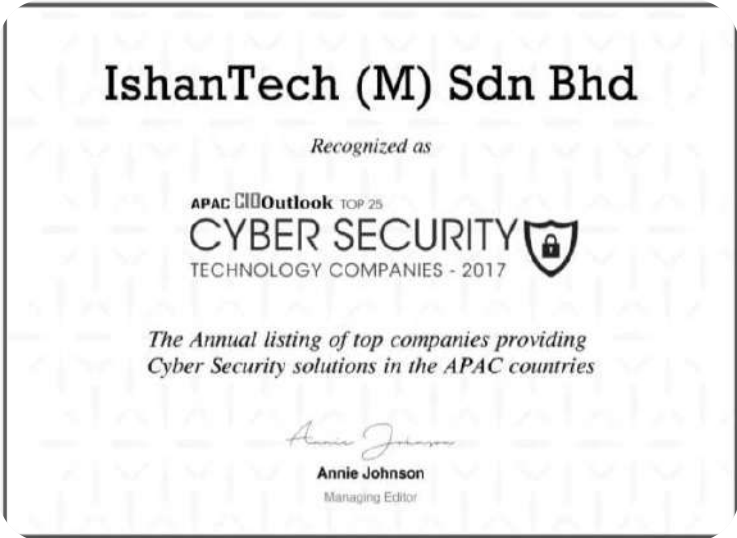 IshanTech (M) Sdn Bhd
Recognized as
APAC CIOOutlook TOP 25
CYBER SECURITY
TECHNOLOGY COMPANIES - 2017
The Annual listing of top companies providing
Cyber Security solutions in the APAC countries
Annie Johnson
Annie Johnson
Managing Editor